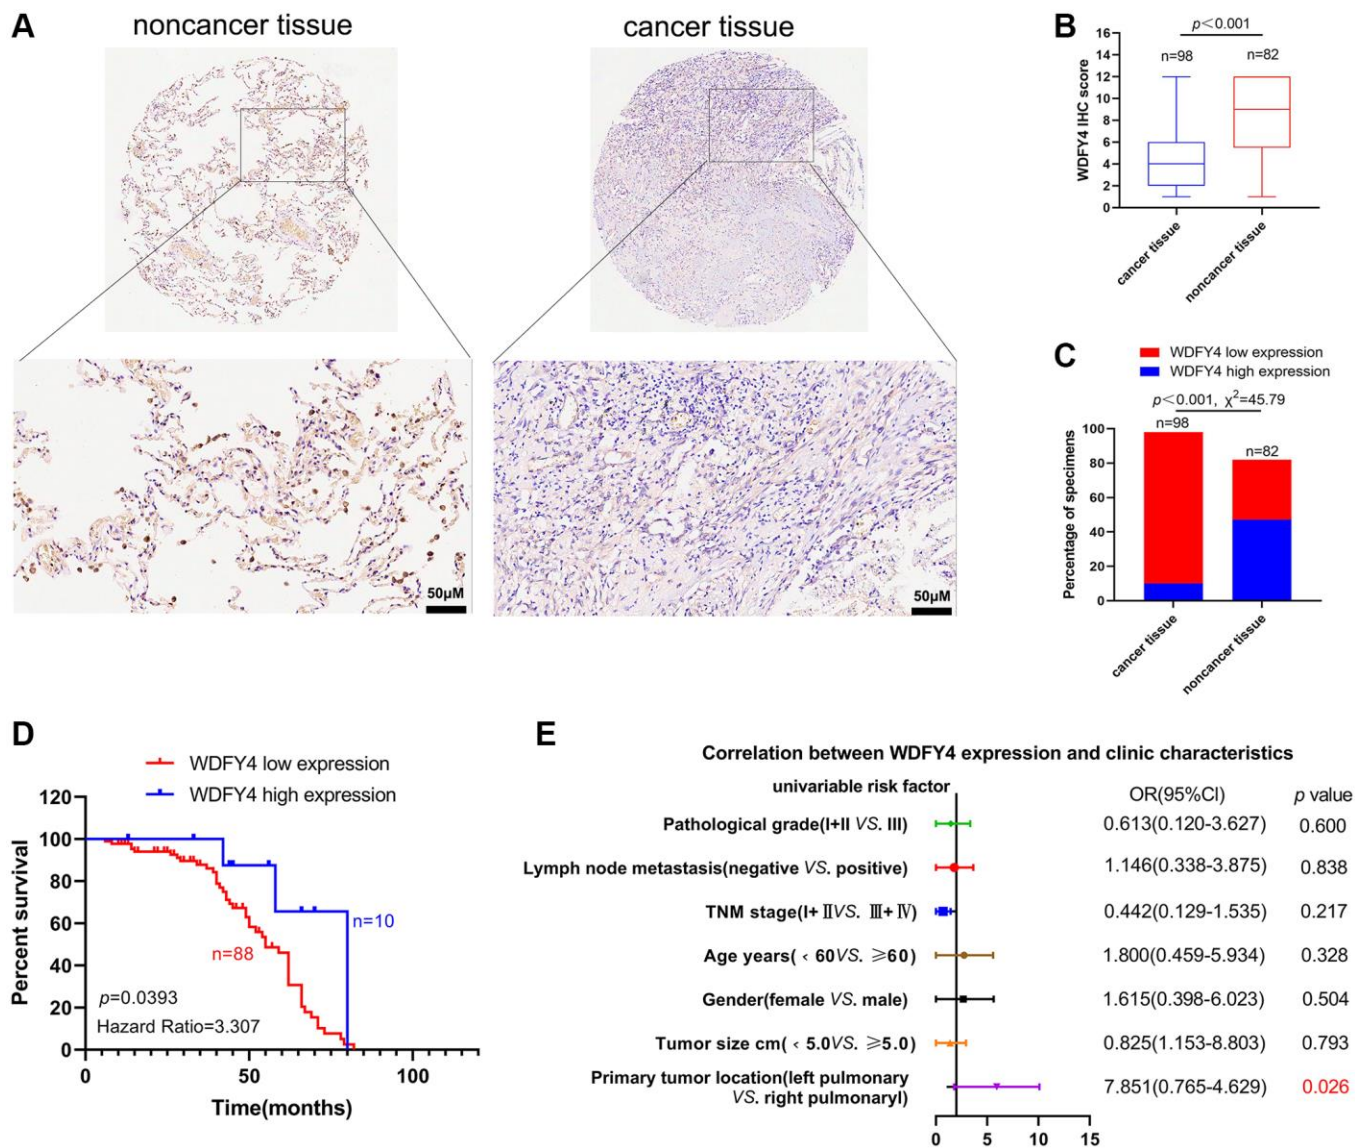 A
noncancer tissue
cancer tissue
50μM
50μM
B
p<0.001
n=98
n=82
WDFY4 IHC score
16
14
12
10
8
6
4
2
0
cancer tissue
noncancer tissue
C
WDFY4 low expression
WDFY4 high expression
p<0.001, χ²=45.79
n=98
n=82
Percentage of specimens
100
80
60
40
20
0
cancer tissue
noncancer tissue
D
WDFY4 low expression
WDFY4 high expression
Percent survival
120
100
80
60
40
20
0
n=10
n=88
p=0.0393
Hazard Ratio=3.307
0 50 100
Time(months)
E
Correlation between WDFY4 expression and clinic characteristics
univariable risk factor OR(95%CI) p value
Pathological grade(I+II VS. III) 0.613(0.120-3.627) 0.600
Lymph node metastasis(negative VS. positive) 1.146(0.338-3.875) 0.838
TNM stage(I+ ⅡVS. Ⅲ+Ⅳ) 0.442(0.129-1.535) 0.217
Age years( < 60VS. ≥60) 1.800(0.459-5.934) 0.328
Gender(female VS. male) 1.615(0.398-6.023) 0.504
Tumor size cm( < 5.0VS. ≥5.0) 0.825(1.153-8.803) 0.793
Primary tumor location(left pulmonary
VS. right pulmonaryl) 7.851(0.765-4.629) 0.026
0 5 10 15